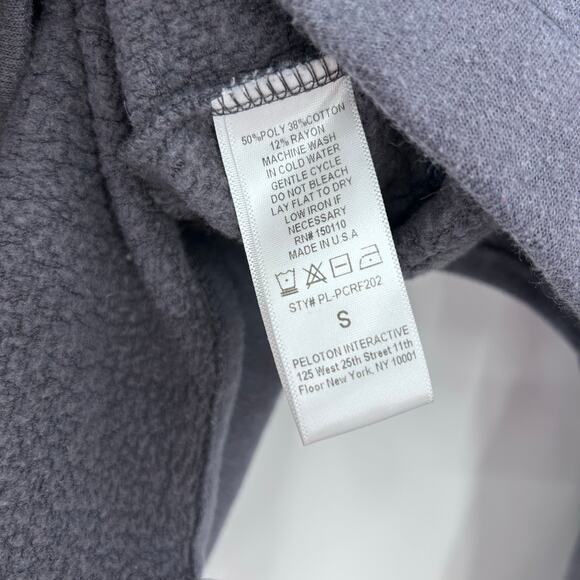 50%POLY 38%COTTON
12% RAYON
MACHINE WASH
IN COLD WATER
GENTLE CYCLE
DO NOT BLEACH
LAY FLAT TO DRY
LOW IRON IF
NECESSARY
RN# 150110
MADE IN U.S.A
STY# PL-PCRF202
S
PELOTON INTERACTIVE
125 West 25th Street 11th
Floor New York, NY 10001